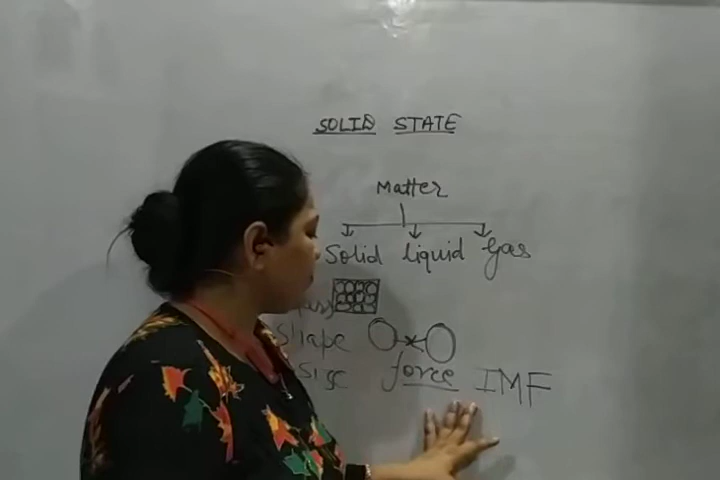 SOLID STATE
Matter
Solid liquid Gas
Shape
Size force IMF